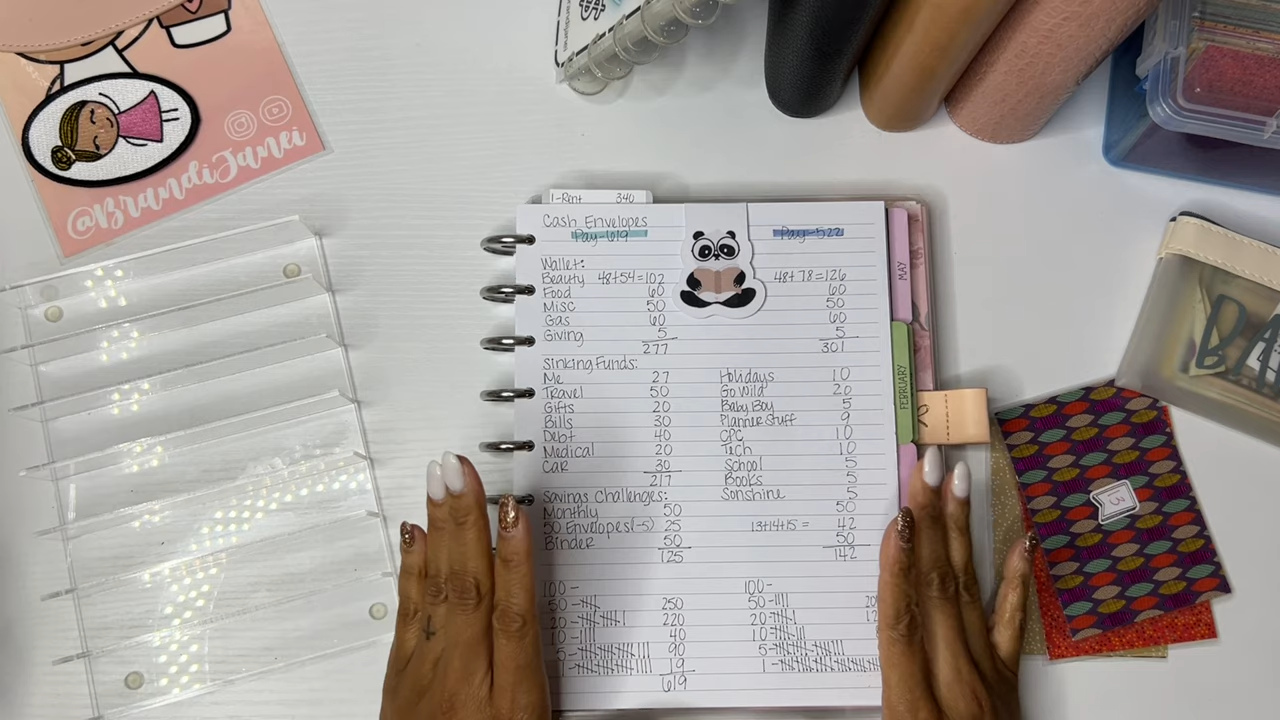 @BrandiJanei
1-Rent 340
Cash Envelopes
Pay-619 Pay-522
Wallet:
Beauty 48+54=102 48+78=126
Food 60 60
Misc 50 50
Gas 60 60
Giving 5 5
277 301
Sinking Funds:
Me 27 Holidays 10
Travel 50 Go Wild 20
Gifts 20 Baby Boy 5
Bills 30 Planner Stuff 9
Debt 40 CPC 10
Medical 20 Tech 10
Car 30 School 5
217 Books 5
Savings Challenges: Sonshine 5
Monthly 50 50
50 Envelopes(-5) 25 13+14+15= 42
Binder 50 50
125 142
100- 100-
50- 250 50- 20
20- 220 20- 12
10- 40 10-
5- 90 5-
1- 19 1-
619
MAY
FEBRUARY
3
BA